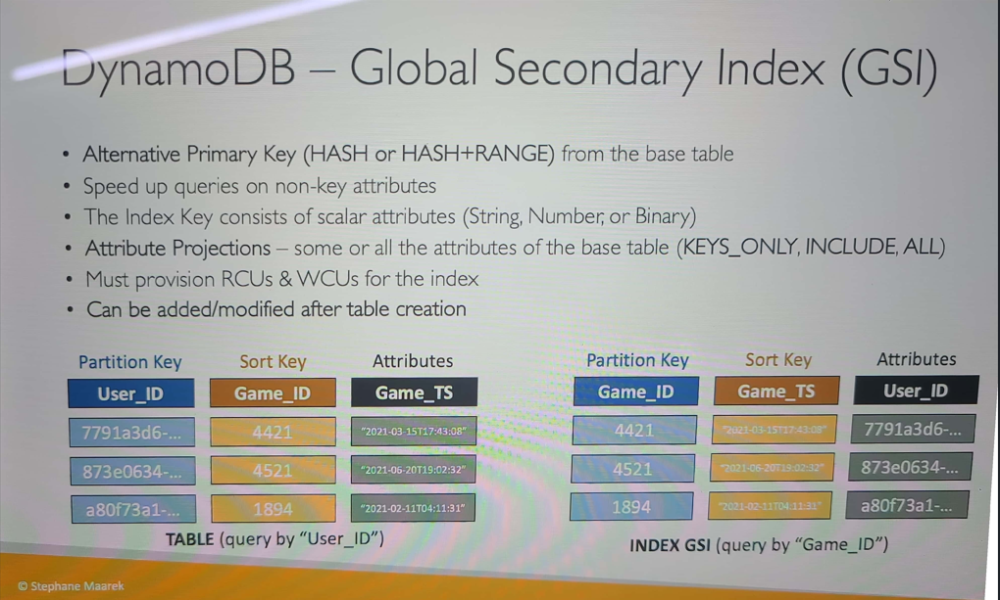 DynamoDB – Global Secondary Index (GSI)
• Alternative Primary Key (HASH or HASH+RANGE) from the base table
• Speed up queries on non-key attributes
• The Index Key consists of scalar attributes (String, Number, or Binary)
• Attribute Projections – some or all the attributes of the base table (KEYS_ONLY, INCLUDE, ALL)
• Must provision RCUs & WCUs for the index
• Can be added/modified after table creation
Partition Key Sort Key Attributes
User_ID Game_ID Game_TS
7791a3d6-... 4421 "2021-03-15T17:43:08"
873e0634-... 4521 "2021-06-20T19:02:32"
a80f73a1-... 1894 "2021-02-11T04:11:31"
TABLE (query by "User_ID")
Partition Key Sort Key Attributes
Game_ID Game_TS User_ID
4421 "2021-03-15T17:43:08" 7791a3d6-...
4521 "2021-06-20T19:02:32" 873e0634-...
1894 "2021-02-11T04:11:31" a80f73a1-...
INDEX GSI (query by "Game_ID")
© Stephane Maarek